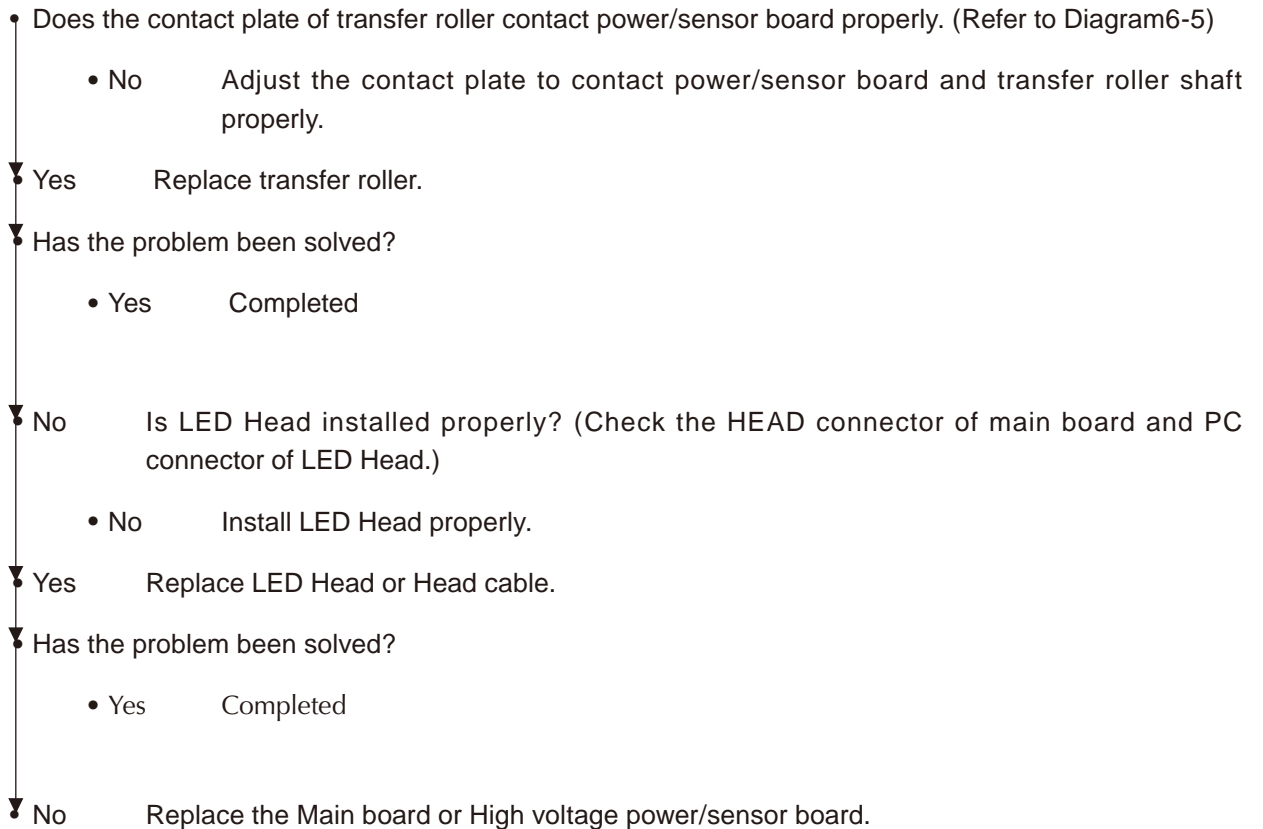 • Does the contact plate of transfer roller contact power/sensor board properly. (Refer to Diagram6-5)
• No Adjust the contact plate to contact power/sensor board and transfer roller shaft
properly.
• Yes Replace transfer roller.
• Has the problem been solved?
• Yes Completed
• No Is LED Head installed properly? (Check the HEAD connector of main board and PC
connector of LED Head.)
• No Install LED Head properly.
• Yes Replace LED Head or Head cable.
• Has the problem been solved?
• Yes Completed
• No Replace the Main board or High voltage power/sensor board.